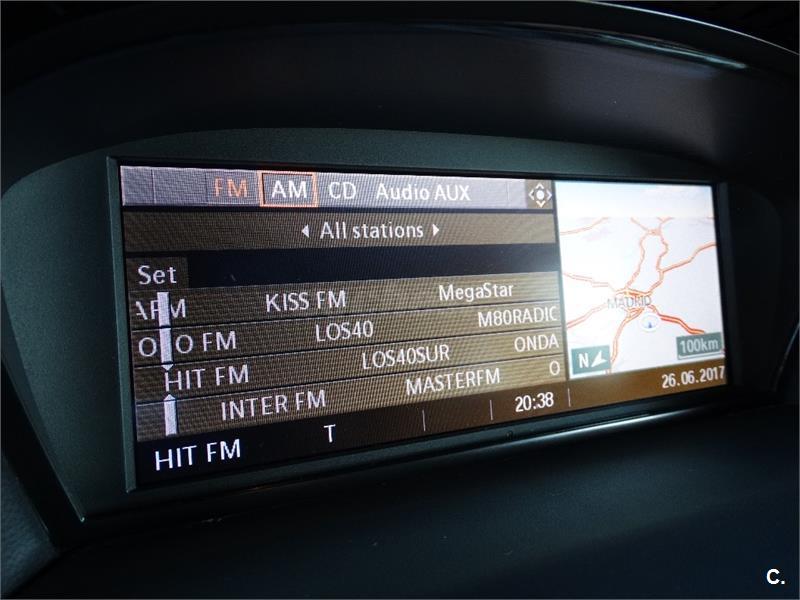 FM AM CD Audio AUX
All stations
Set
KISS FM MegaStar
FM LOS40 M80RADIC
HIT FM LOS40SUR ONDA
INTER FM MASTERFM O
HIT FM T 20:38 26.06.2017
MADRID
N 100km
C.